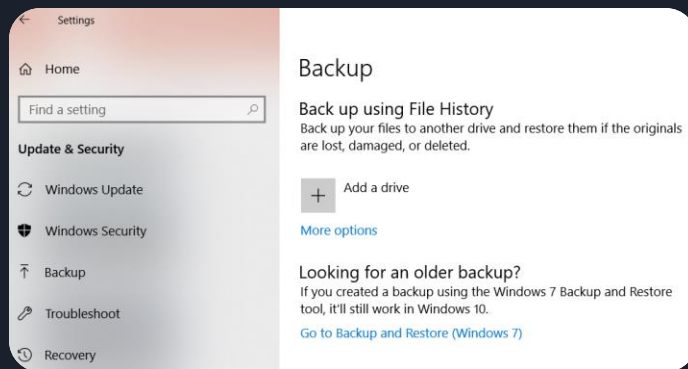 Settings
Home
Find a setting
Update & Security
Windows Update
Windows Security
Backup
Troubleshoot
Recovery
Backup
Back up using File History
Back up your files to another drive and restore them if the originals
are lost, damaged, or deleted.
Add a drive
More options
Looking for an older backup?
If you created a backup using the Windows 7 Backup and Restore
tool, it'll still work in Windows 10.
Go to Backup and Restore (Windows 7)